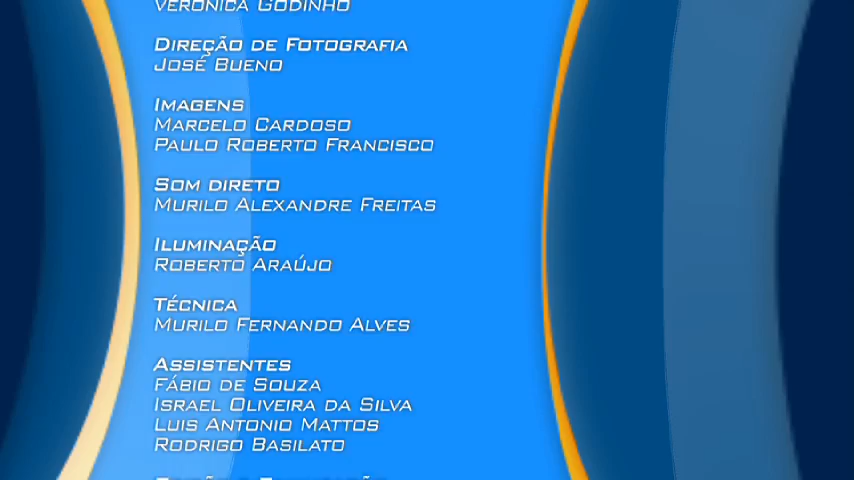 VERÔNICA GODINHO
DIREÇÃO DE FOTOGRAFIA
JOSÉ BUENO
IMAGENS
MARCELO CARDOSO
PAULO ROBERTO FRANCISCO
SOM DIRETO
MURILO ALEXANDRE FREITAS
ILUMINAÇÃO
ROBERTO ARAÚJO
TÉCNICA
MURILO FERNANDO ALVES
ASSISTENTES
FÁBIO DE SOUZA
ISRAEL OLIVEIRA DA SILVA
LUIS ANTONIO MATTOS
RODRIGO BASILATO